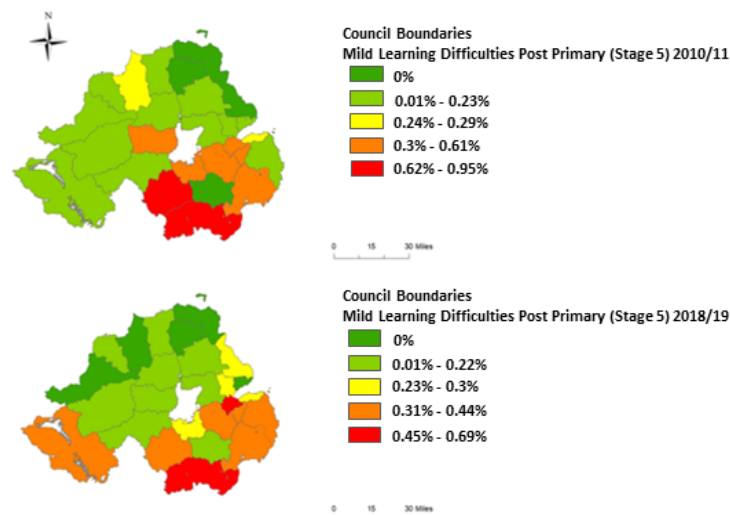 N
Council Boundaries
Mild Learning Difficulties Post Primary (Stage 5) 2010/11
0%
0.01% - 0.23%
0.24% - 0.29%
0.3% - 0.61%
0.62% - 0.95%
0 15 30 Miles
Council Boundaries
Mild Learning Difficulties Post Primary (Stage 5) 2018/19
0%
0.01% - 0.22%
0.23% - 0.3%
0.31% - 0.44%
0.45% - 0.69%
0 15 30 Miles